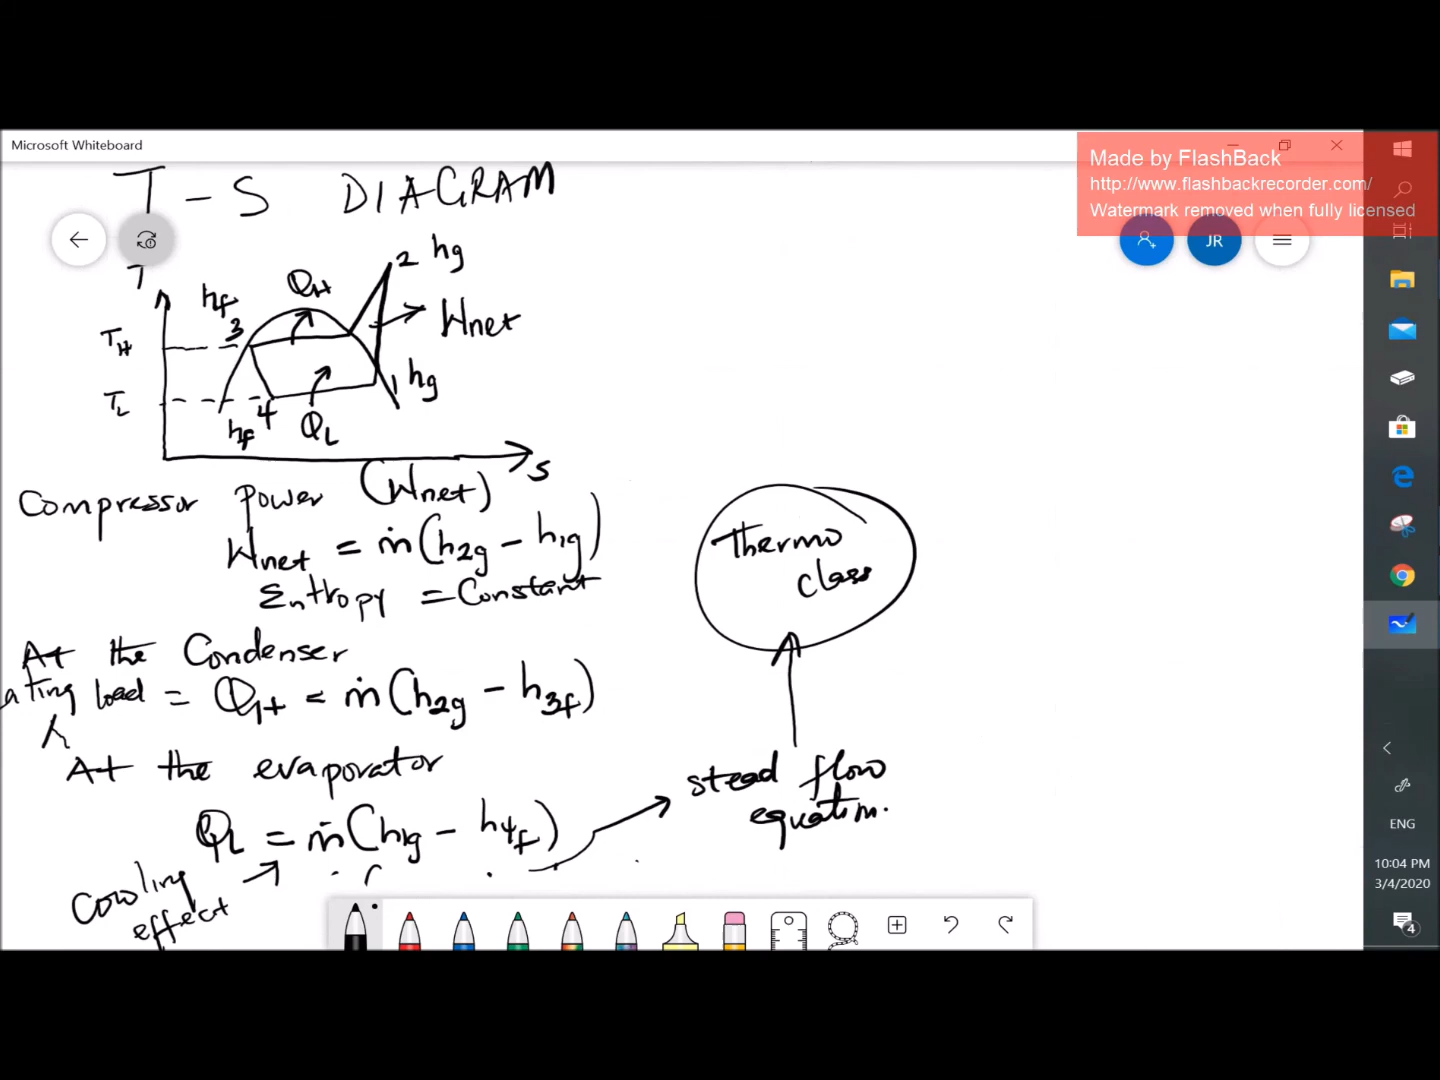 Microsoft Whiteboard
Made by FlashBack
http://www.flashbackrecorder.com/
Watermark removed when fully licensed
JR
T - S DIAGRAM
T
2 hg
QH
hf
3
Wnet
TH
1 hg
TL
4
hf
QL
S
Compressor Power (Wnet)
Wnet = ṁ(h2g - h1g)
Entropy = Constant
At the Condenser
ating load = QH = ṁ(h2g - h3f)
At the evaporator
QL = ṁ(h1g - h4f)
Cooling
effect
Thermo
class
stead flow
equation.
ENG
10:04 PM
3/4/2020
4